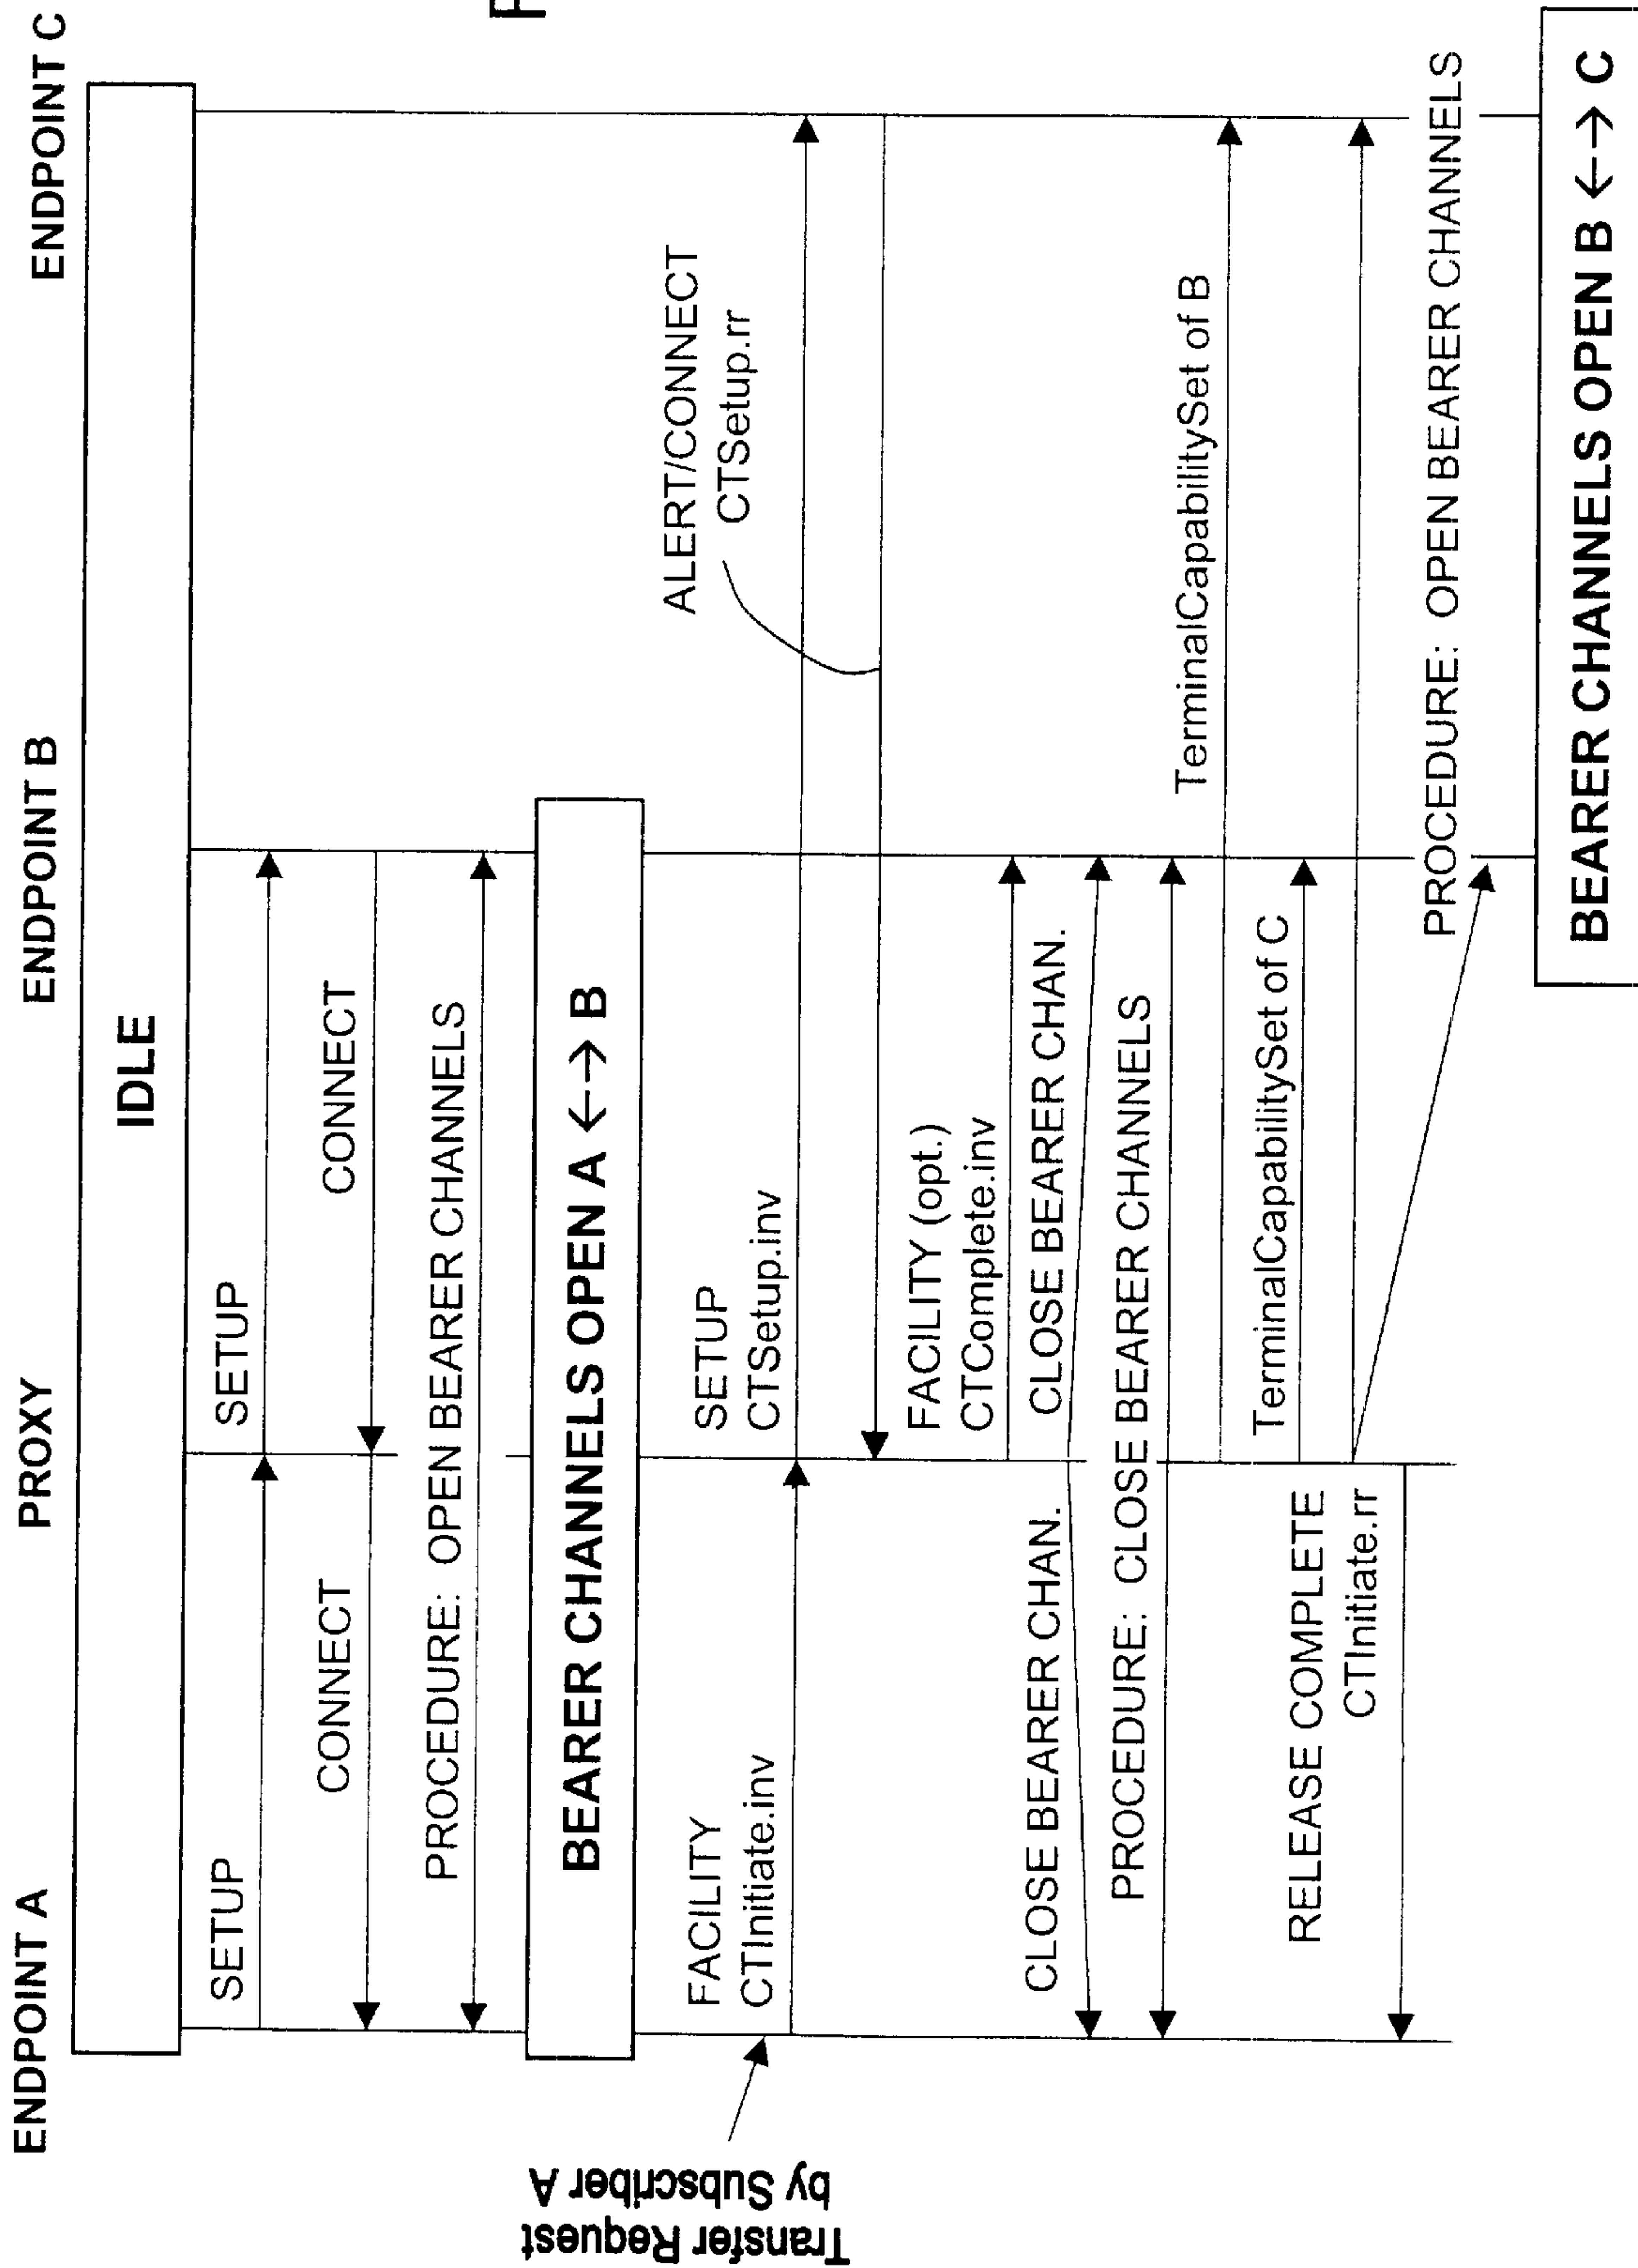 ENDPOINT A
PROXY
ENDPOINT B
ENDPOINT C
IDLE
SETUP
SETUP
CONNECT
CONNECT
PROCEDURE: OPEN BEARER CHANNELS
BEARER CHANNELS OPEN A ←→ B
Transfer Request
by Subscriber A
FACILITY
CTInitiate.inv
SETUP
CTSetup.inv
ALERT/CONNECT
CTSetup.rr
FACILITY (opt.)
CTComplete.inv
CLOSE BEARER CHAN.
CLOSE BEARER CHAN.
PROCEDURE: CLOSE BEARER CHANNELS
TerminalCapabilitySet of B
TerminalCapabilitySet of C
RELEASE COMPLETE
CTInitiate.rr
PROCEDURE: OPEN BEARER CHANNELS
BEARER CHANNELS OPEN B ←→ C